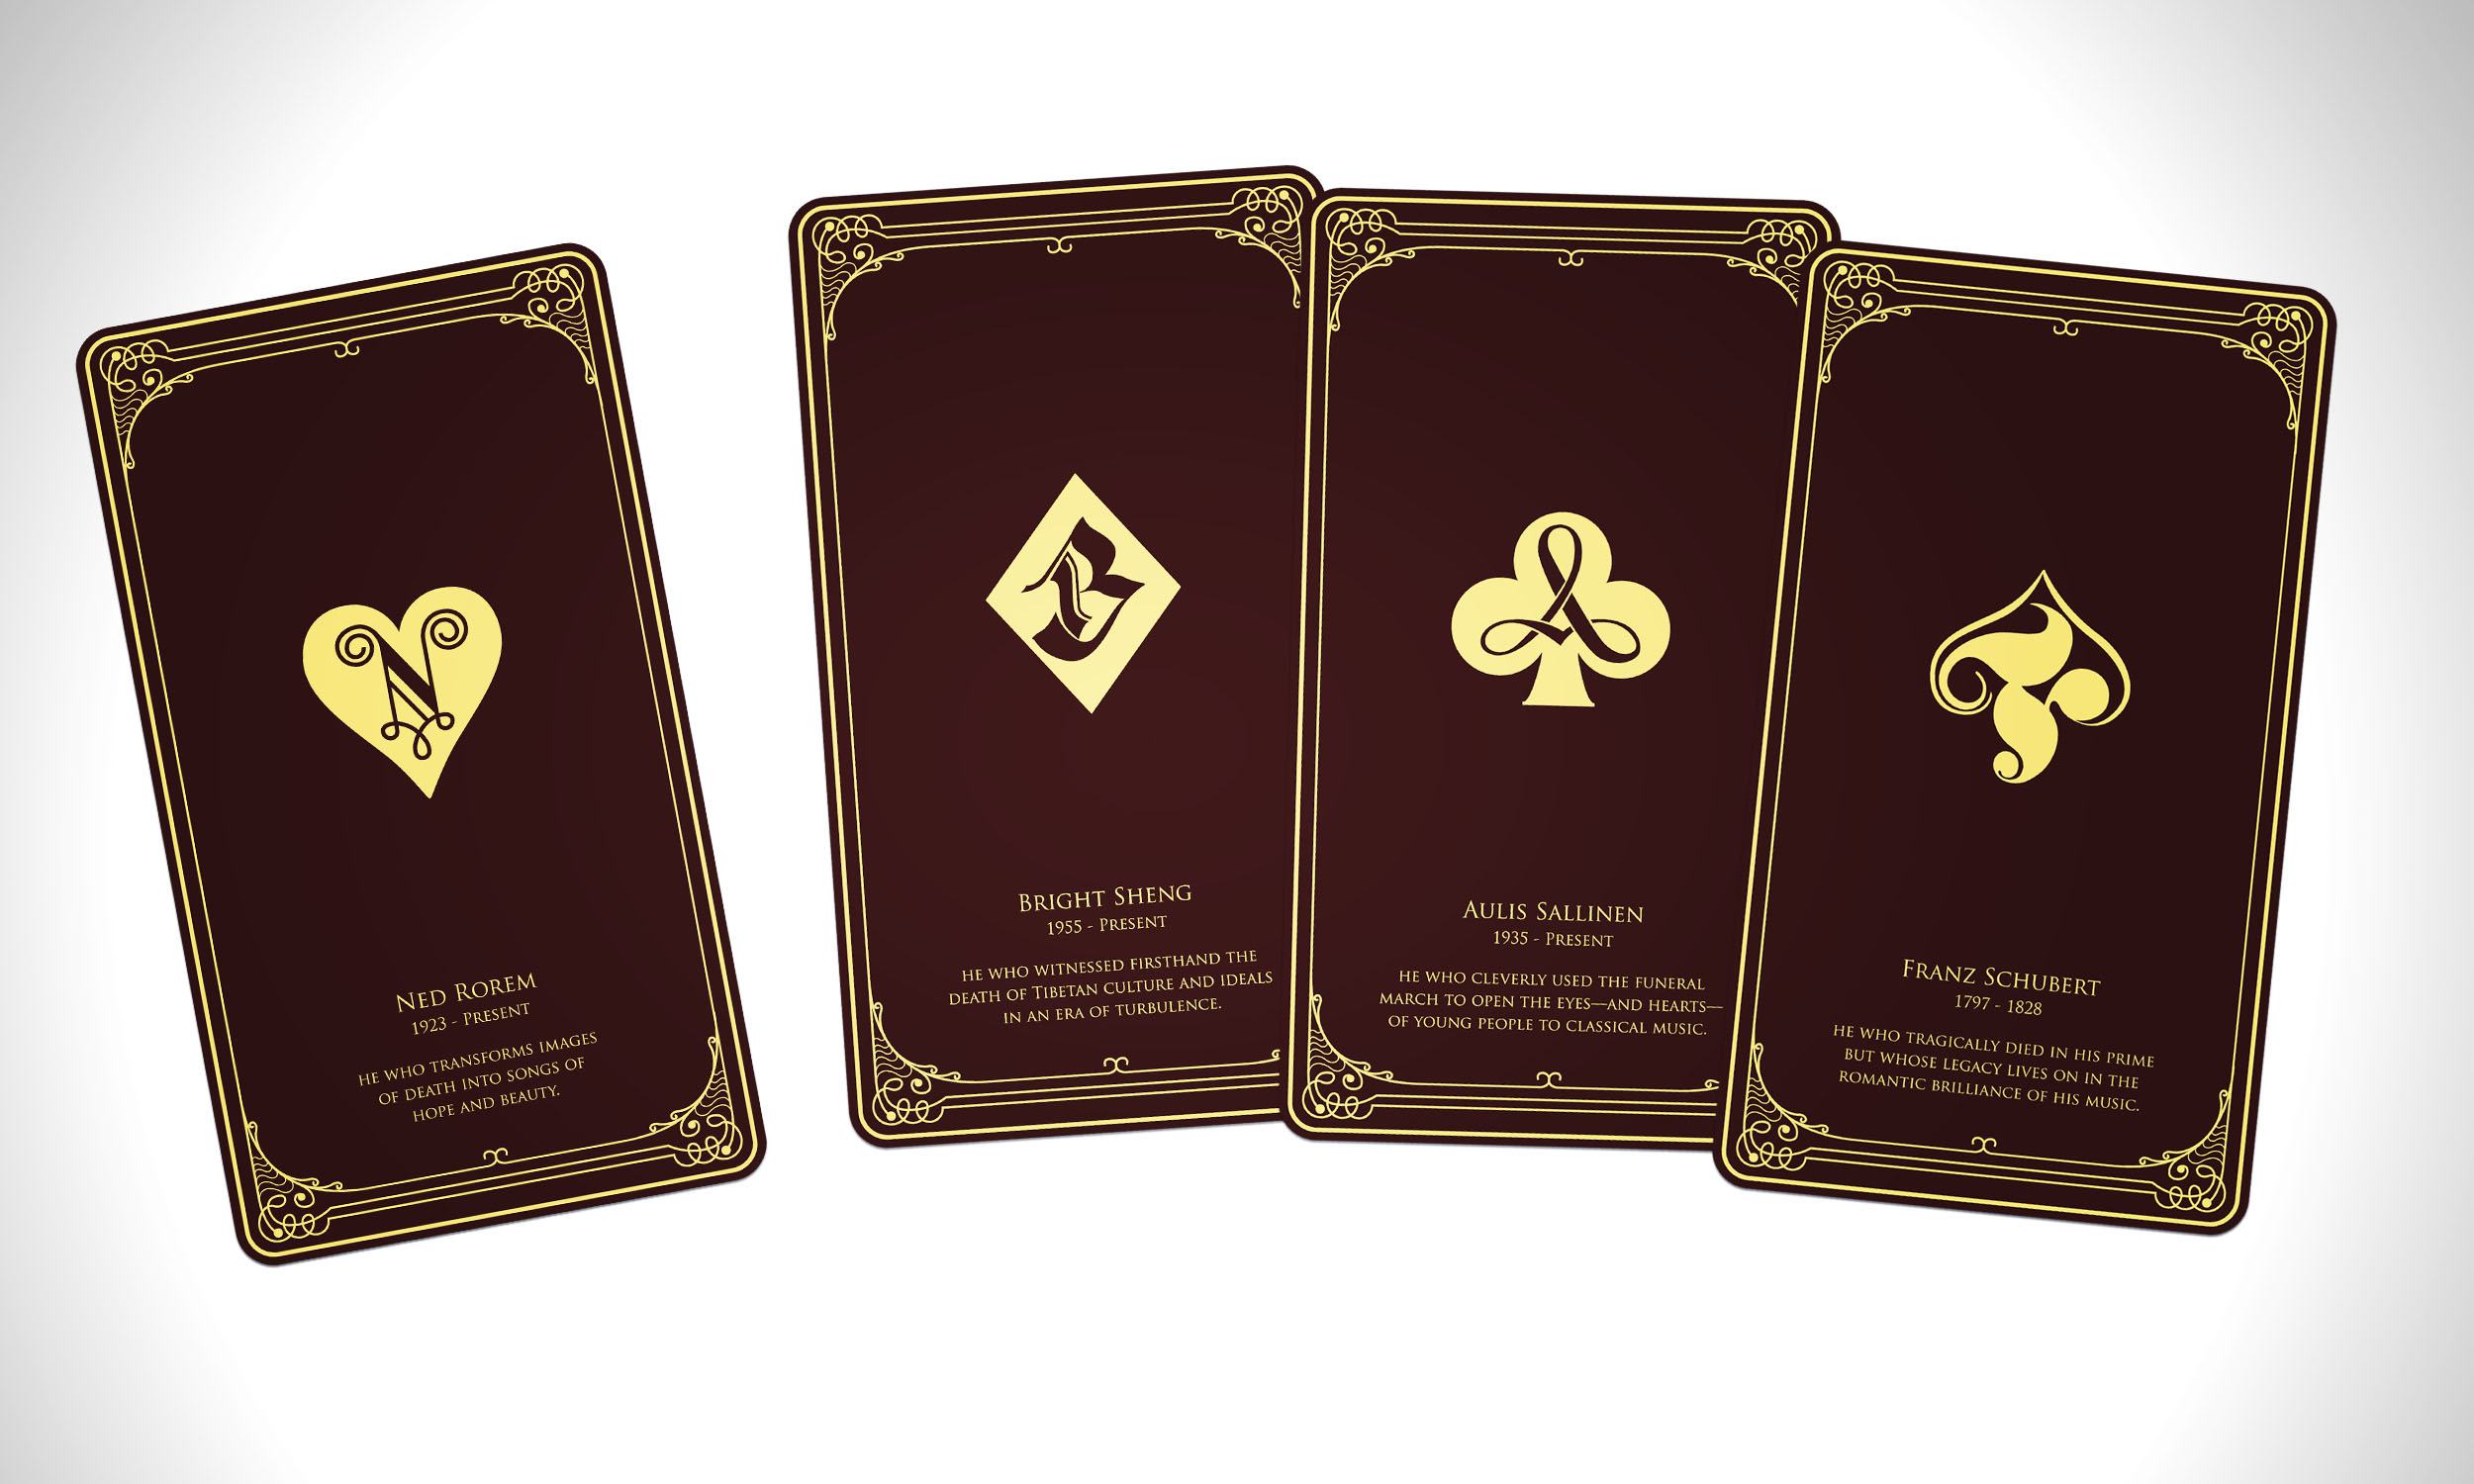 N
Ned Rorem
1923 - Present
he who transforms images
of death into songs of
hope and beauty.
B
Bright Sheng
1955 - Present
he who witnessed firsthand the
death of Tibetan culture and ideals
in an era of turbulence.
A
Aulis Sallinen
1935 - Present
he who cleverly used the funeral
march to open the eyes—and hearts—
of young people to classical music.
F
Franz Schubert
1797 - 1828
he who tragically died in his prime
but whose legacy lives on in the
romantic brilliance of his music.